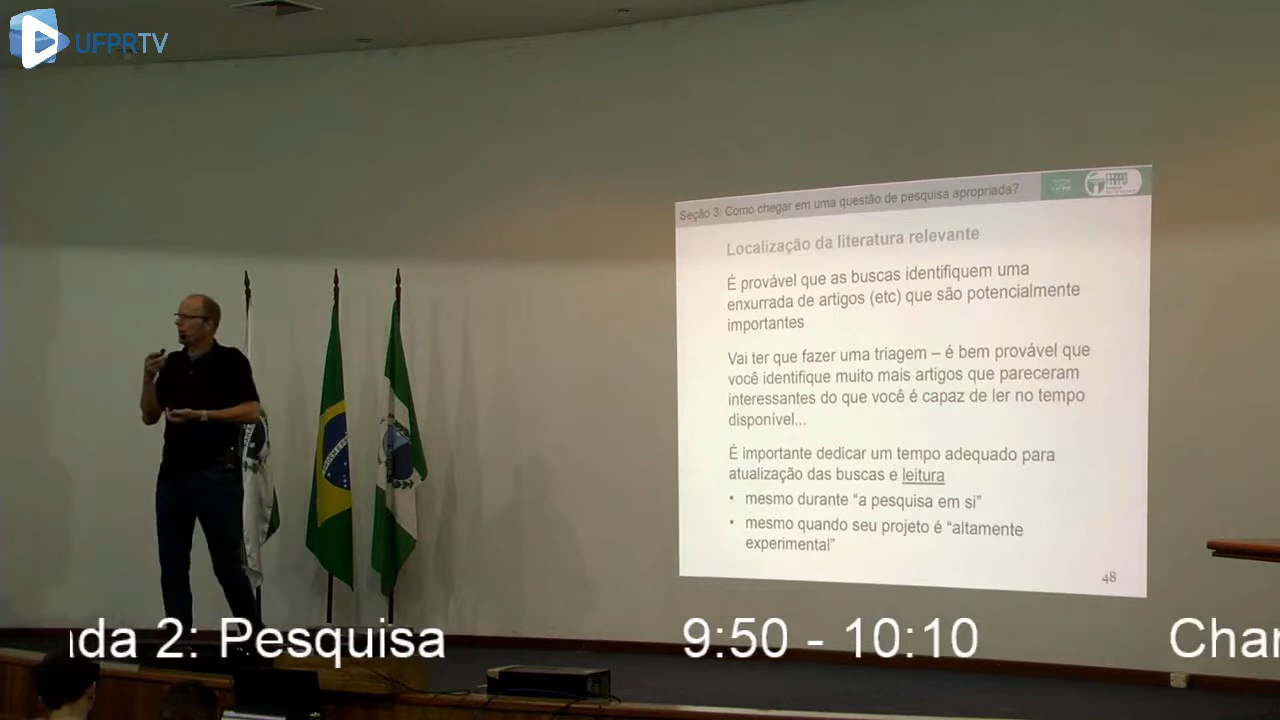 UFPRTV
Seção 3: Como chegar em uma questão de pesquisa apropriada?
Localização da literatura relevante
É provável que as buscas identifiquem uma
enxurrada de artigos (etc) que são potencialmente
importantes
Vai ter que fazer uma triagem – é bem provável que
você identifique muito mais artigos que pareceram
interessantes do que você é capaz de ler no tempo
disponível...
É importante dedicar um tempo adequado para
atualização das buscas e leitura
• mesmo durante “a pesquisa em si”
• mesmo quando seu projeto é “altamente
experimental”
48
da 2: Pesquisa 9:50 - 10:10 Char